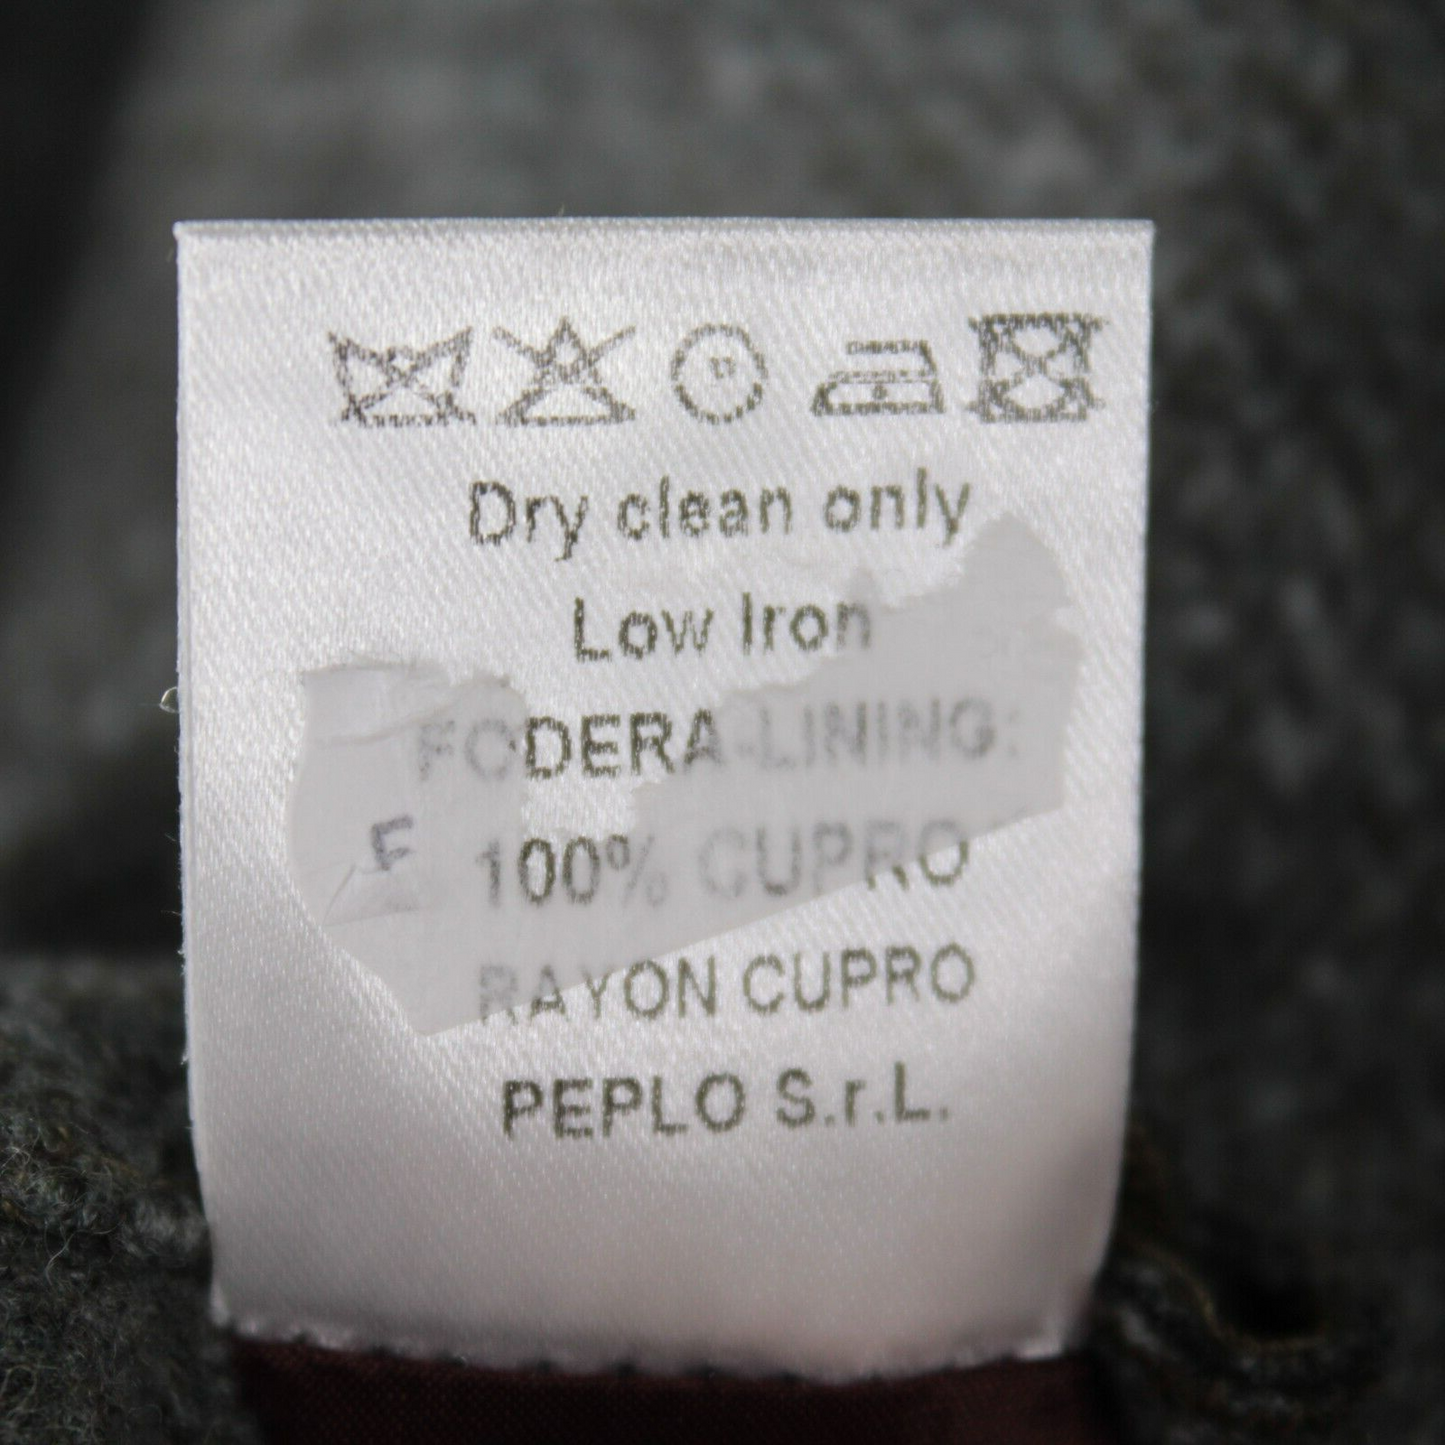 Dry clean only
Low Iron
FODERA-LINING:
100% CUPRO
F
RAYON CUPRO
PEPLO S.r.L.